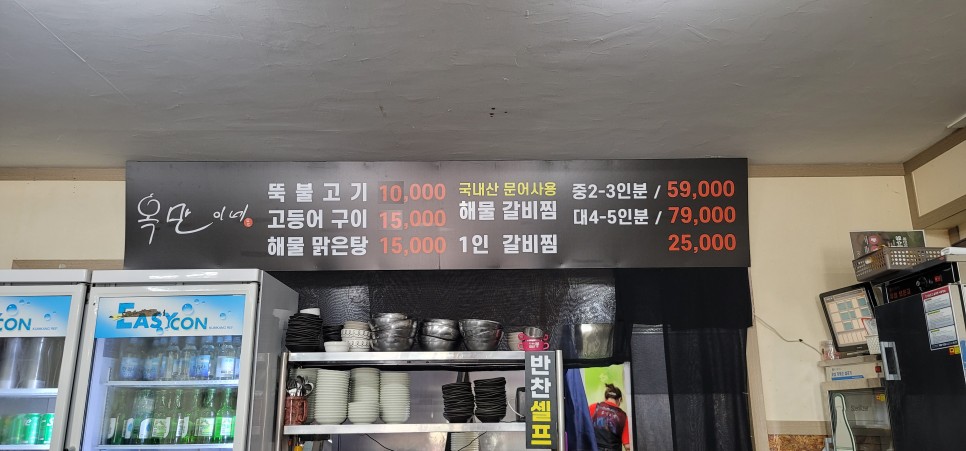 옥만이네
뚝불고기 10,000
고등어 구이 15,000
해물 맑은탕 15,000
국내산 문어사용
해물 갈비찜
중2-3인분 / 59,000
대4-5인분 / 79,000
1인 갈비찜 25,000
EASYCON
CON
반찬셀프